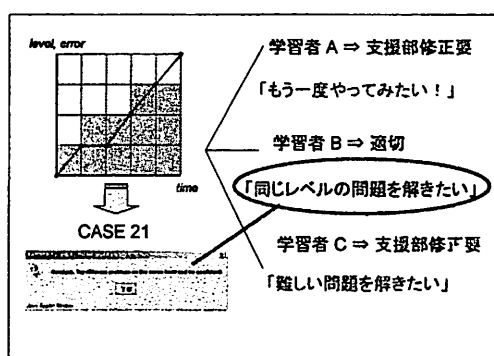 level, error
time
CASE 21
学習者 A ⇒ 支援部修正要
「もう一度やってみたい！」
学習者 B ⇒ 適切
「同じレベルの問題を解きたい」
学習者 C ⇒ 支援部修正要
「難しい問題を解きたい」